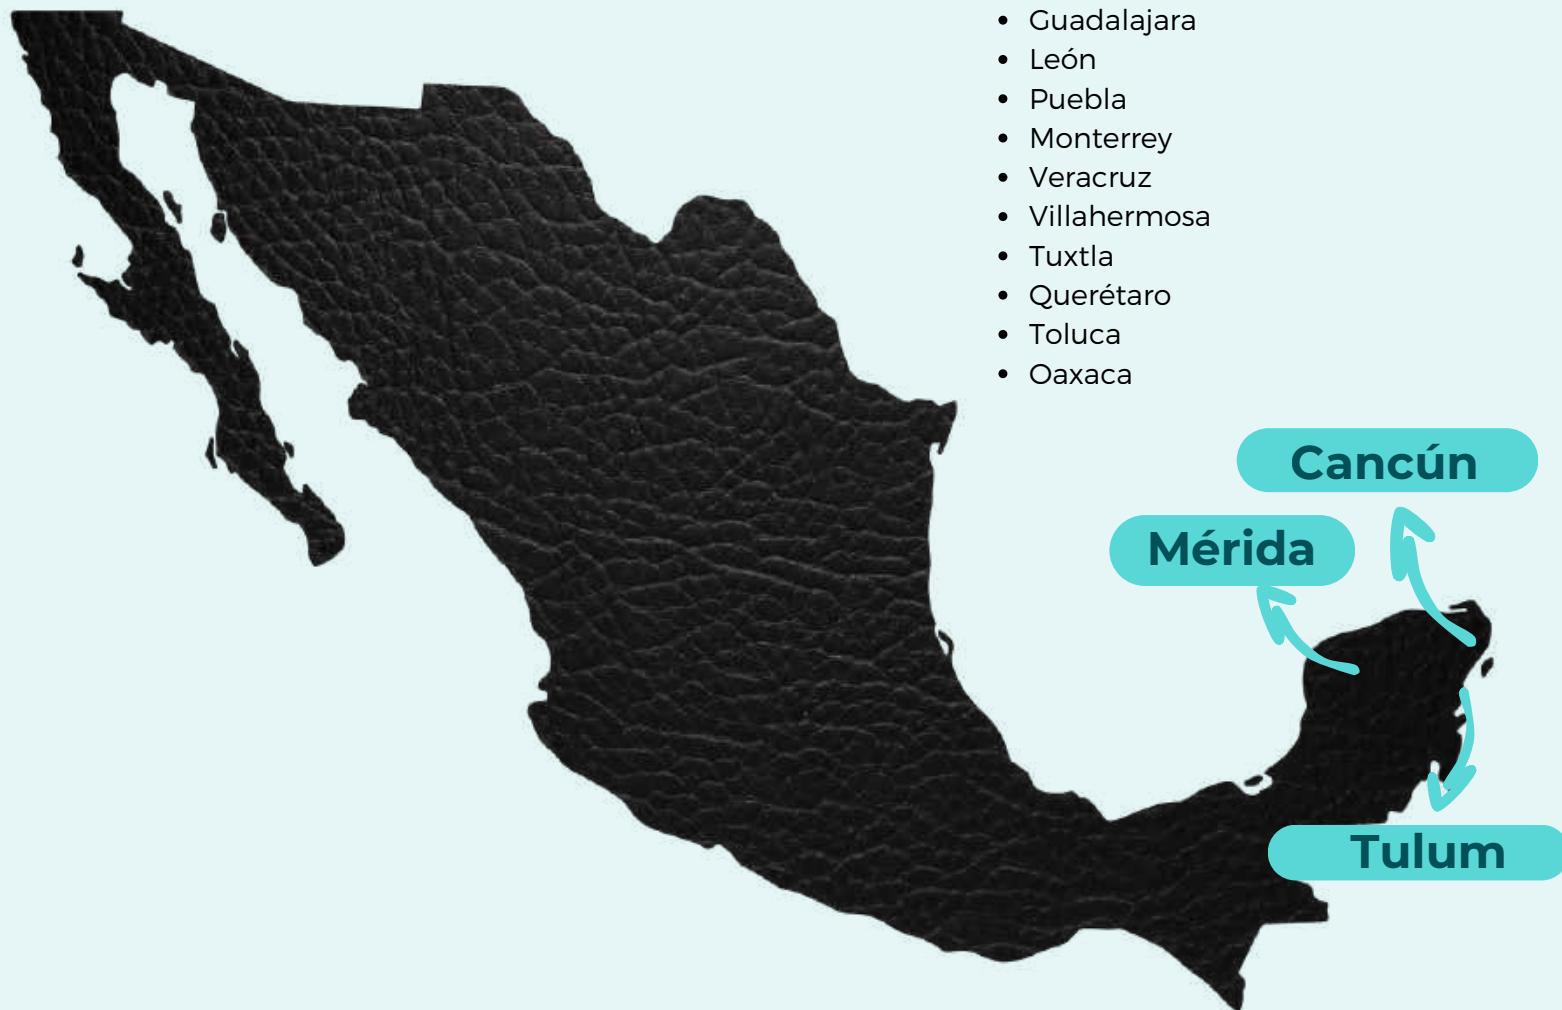 • Guadalajara
• León
• Puebla
• Monterrey
• Veracruz
• Villahermosa
• Tuxtla
• Querétaro
• Toluca
• Oaxaca
Cancún
Mérida
Tulum